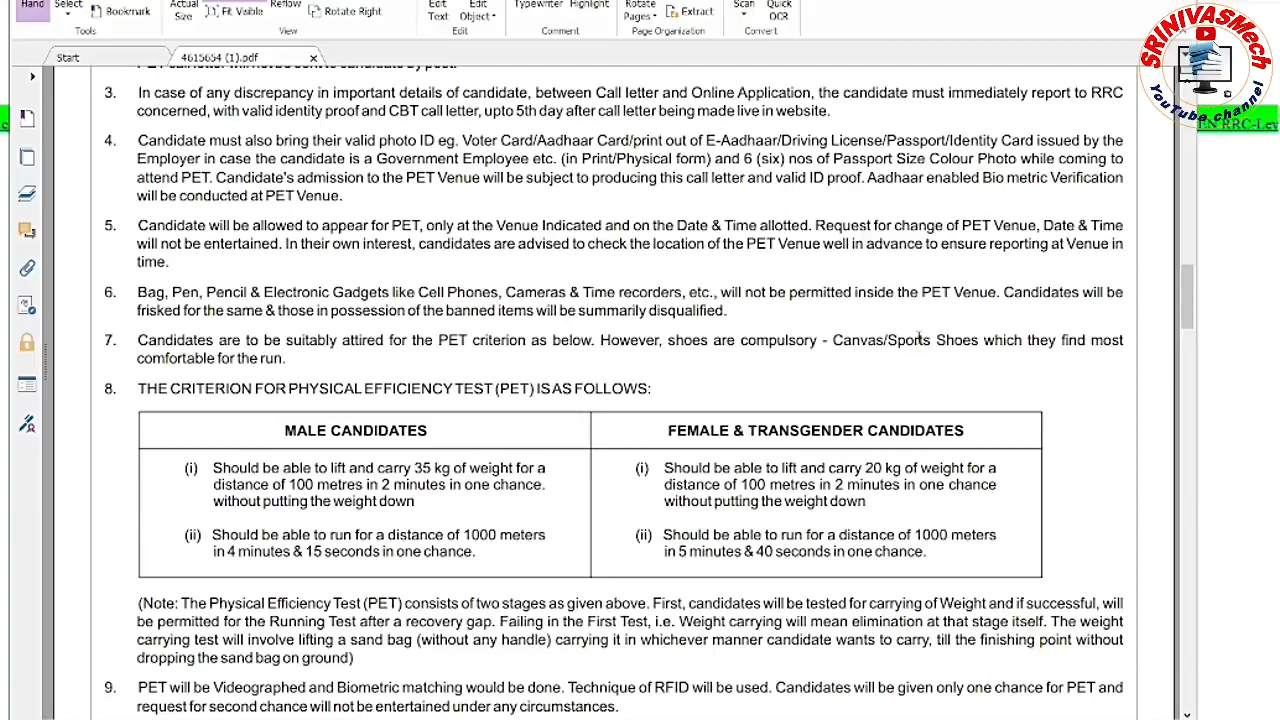 Hand
Select
Bookmark
Tools
Actual
Size
Fit Visible
Reflow
Rotate Right
View
Edit
Text
Edit
Object
Edit
Typewriter
Highlight
Comment
Rotate
Pages
Extract
Page Organization
Scan
Quick
OCR
Convert
SRINIVASMech
YouTube channel
Start
4615654 (1).pdf
3. In case of any discrepancy in important details of candidate, between Call letter and Online Application, the candidate must immediately report to RRC
concerned, with valid identity proof and CBT call letter, upto 5th day after call letter being made live in website.
4. Candidate must also bring their valid photo ID eg. Voter Card/Aadhaar Card/print out of E-Aadhaar/Driving License/Passport/Identity Card issued by the
Employer in case the candidate is a Government Employee etc. (in Print/Physical form) and 6 (six) nos of Passport Size Colour Photo while coming to
attend PET. Candidate's admission to the PET Venue will be subject to producing this call letter and valid ID proof. Aadhaar enabled Bio metric Verification
will be conducted at PET Venue.
5. Candidate will be allowed to appear for PET, only at the Venue Indicated and on the Date & Time allotted. Request for change of PET Venue, Date & Time
will not be entertained. In their own interest, candidates are advised to check the location of the PET Venue well in advance to ensure reporting at Venue in
time.
6. Bag, Pen, Pencil & Electronic Gadgets like Cell Phones, Cameras & Time recorders, etc., will not be permitted inside the PET Venue. Candidates will be
frisked for the same & those in possession of the banned items will be summarily disqualified.
7. Candidates are to be suitably attired for the PET criterion as below. However, shoes are compulsory - Canvas/Sports Shoes which they find most
comfortable for the run.
8. THE CRITERION FOR PHYSICAL EFFICIENCY TEST (PET) IS AS FOLLOWS:
MALE CANDIDATES
(i) Should be able to lift and carry 35 kg of weight for a
distance of 100 metres in 2 minutes in one chance.
without putting the weight down
(ii) Should be able to run for a distance of 1000 meters
in 4 minutes & 15 seconds in one chance.
FEMALE & TRANSGENDER CANDIDATES
(i) Should be able to lift and carry 20 kg of weight for a
distance of 100 metres in 2 minutes in one chance.
without putting the weight down
(ii) Should be able to run for a distance of 1000 meters
in 5 minutes & 40 seconds in one chance.
(Note: The Physical Efficiency Test (PET) consists of two stages as given above. First, candidates will be tested for carrying of Weight and if successful, will
be permitted for the Running Test after a recovery gap. Failing in the First Test, i.e. Weight carrying will mean elimination at that stage itself. The weight
carrying test will involve lifting a sand bag (without any handle) carrying it in whichever manner candidate wants to carry, till the finishing point without
dropping the sand bag on ground)
9. PET will be Videographed and Biometric matching would be done. Technique of RFID will be used. Candidates will be given only one chance for PET and
request for second chance will not be entertained under any circumstances.